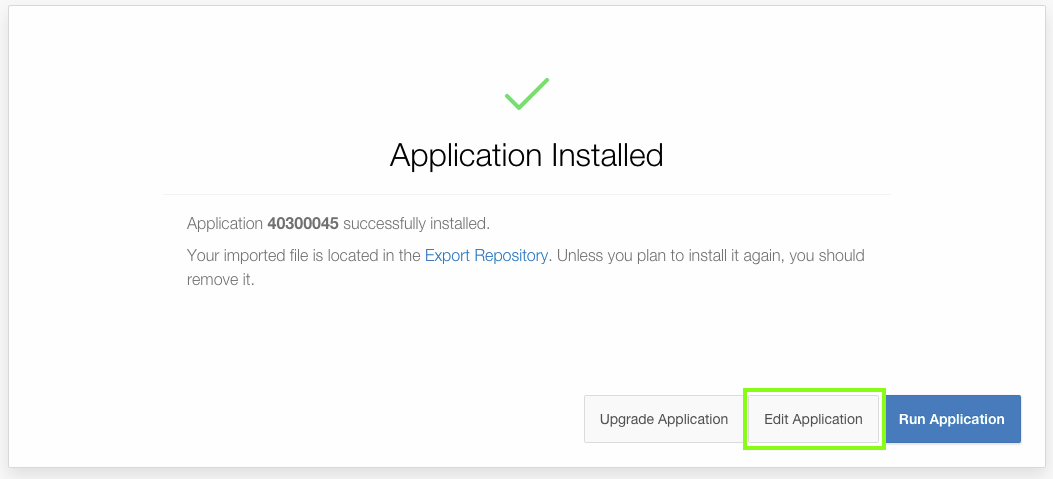 Application Installed
Application 40300045 successfully installed.
Your imported file is located in the Export Repository. Unless you plan to install it again, you should
remove it.
Upgrade Application
Edit Application
Run Application